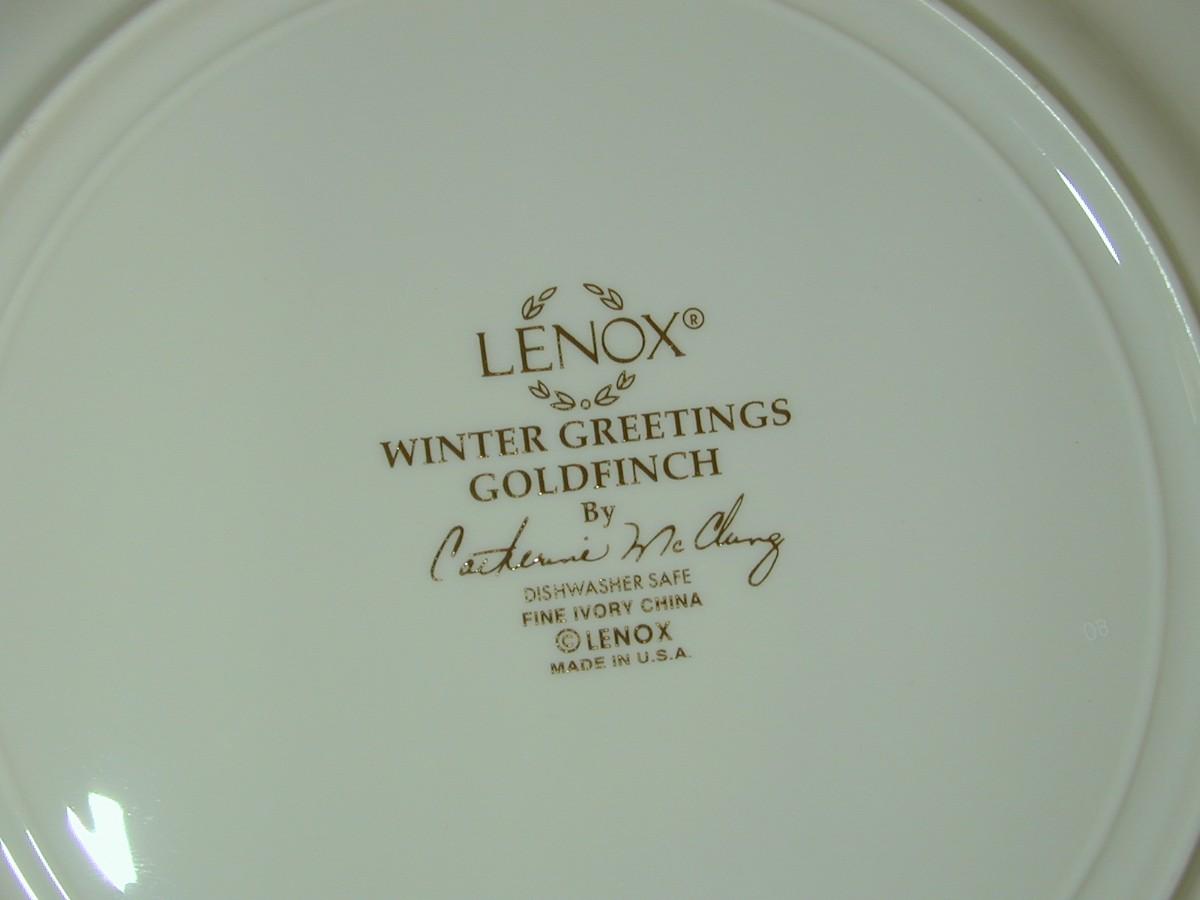 LENOX®
WINTER GREETINGS
GOLDFINCH
By
Catherine McClung
DISHWASHER SAFE
FINE IVORY CHINA
© LENOX
MADE IN U.S.A.